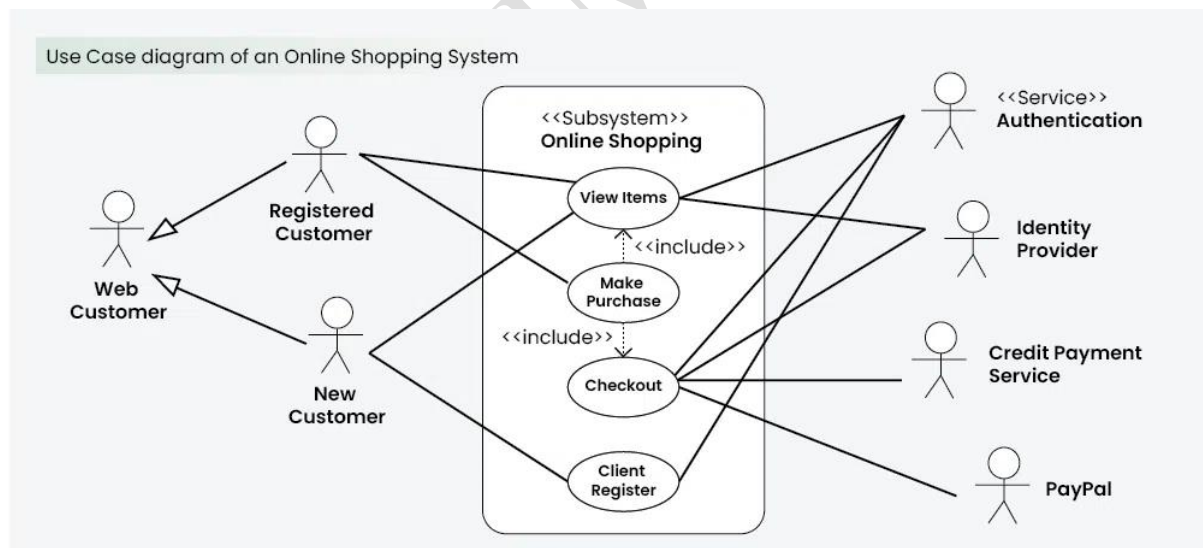 Use Case diagram of an Online Shopping System
<<Subsystem>>
Online Shopping
<<Service>>
Authentication
Registered
Customer
View Items
Identity
Provider
<<include>>
Web
Customer
Make
Purchase
<<include>>
New
Customer
Checkout
Credit Payment
Service
Client
Register
PayPal